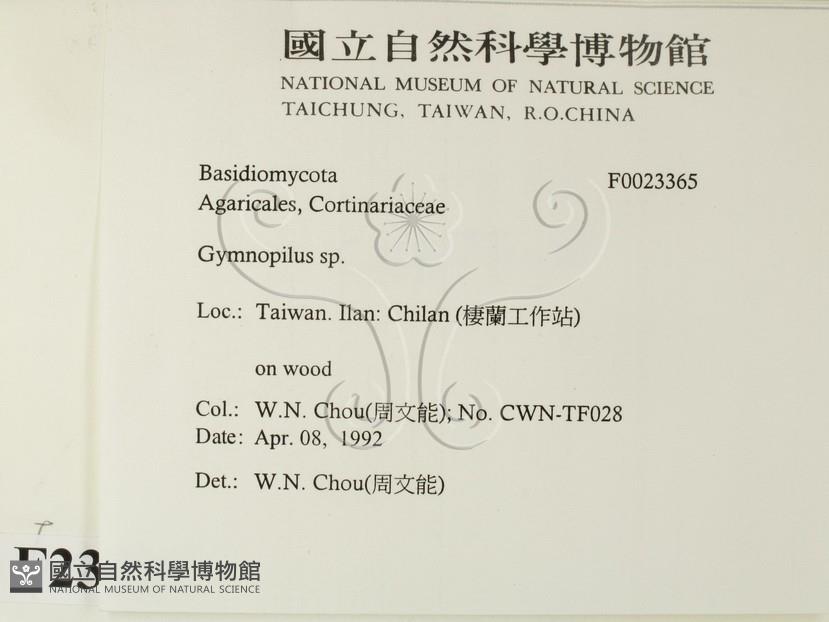 國立自然科學博物館
NATIONAL MUSEUM OF NATURAL SCIENCE
TAICHUNG, TAIWAN, R.O.CHINA
Basidiomycota F0023365
Agaricales, Cortinariaceae
Gymnopilus sp.
Loc.: Taiwan. Ilan: Chilan (棲蘭工作站)
on wood
Col.: W.N. Chou(周文能); No. CWN-TF028
Date: Apr. 08, 1992
Det.: W.N. Chou(周文能)
F23
國立自然科學博物館
NATIONAL MUSEUM OF NATURAL SCIENCE